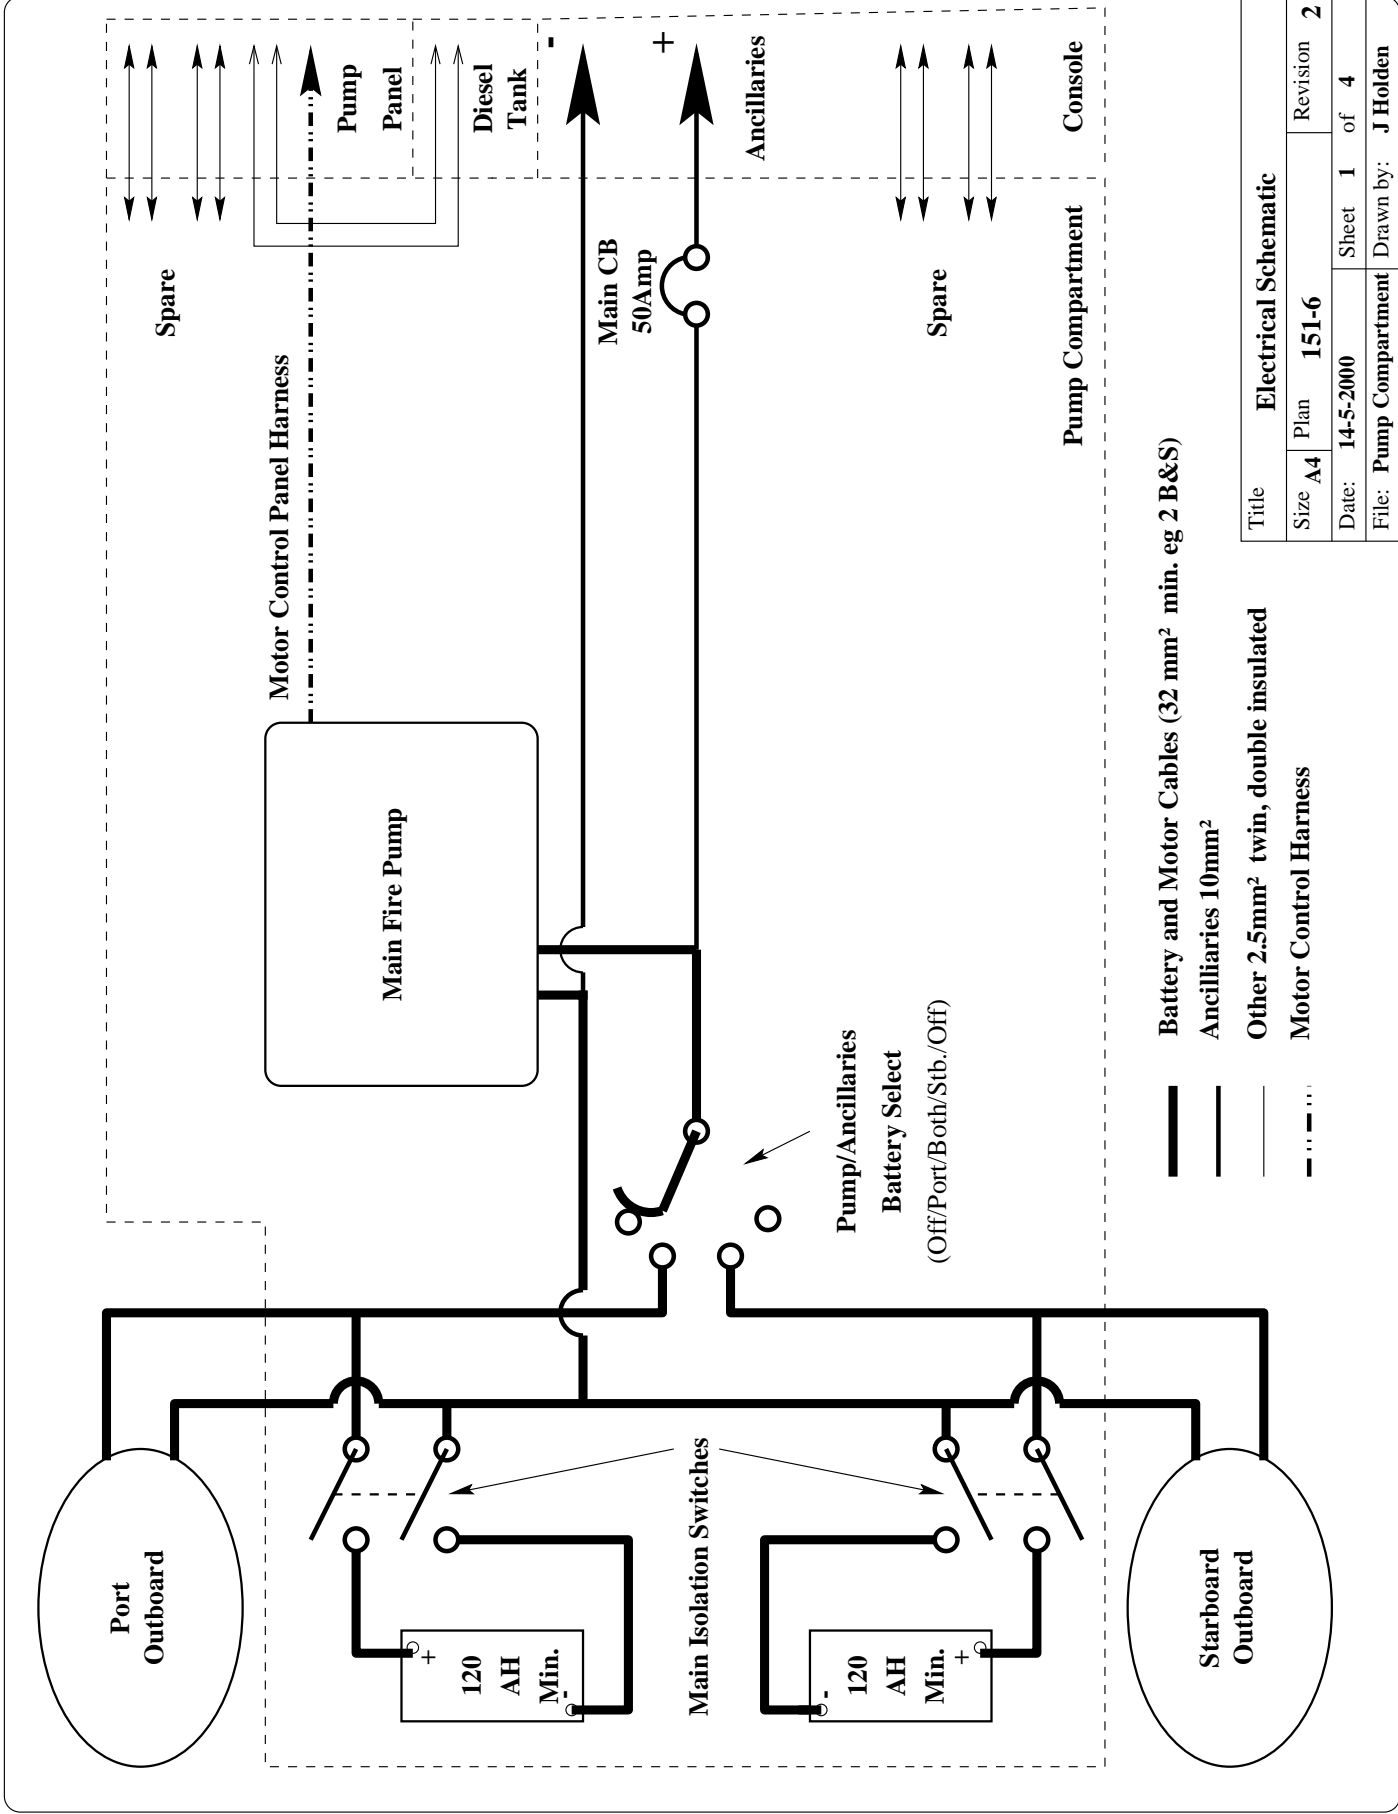 Port
Outboard
+
120
AH
Min.
-
Main Isolation Switches
-
120
AH
Min.
+
Starboard
Outboard
Main Fire Pump
Motor Control Panel Harness
Spare
Pump
Panel
Diesel
Tank
-
+
Ancillaries
Main CB
50Amp
Spare
Console
Pump Compartment
Pump/Ancillaries
Battery Select
(Off/Port/Both/Stb./Off)
Battery and Motor Cables (32 mm² min. eg 2 B&S)
Ancilliaries 10mm²
Other 2.5mm² twin, double insulated
Motor Control Harness
Title Electrical Schematic
Size A4 Plan 151-6 Revision 2
Date: 14-5-2000 Sheet 1 of 4
File: Pump Compartment Drawn by: J Holden